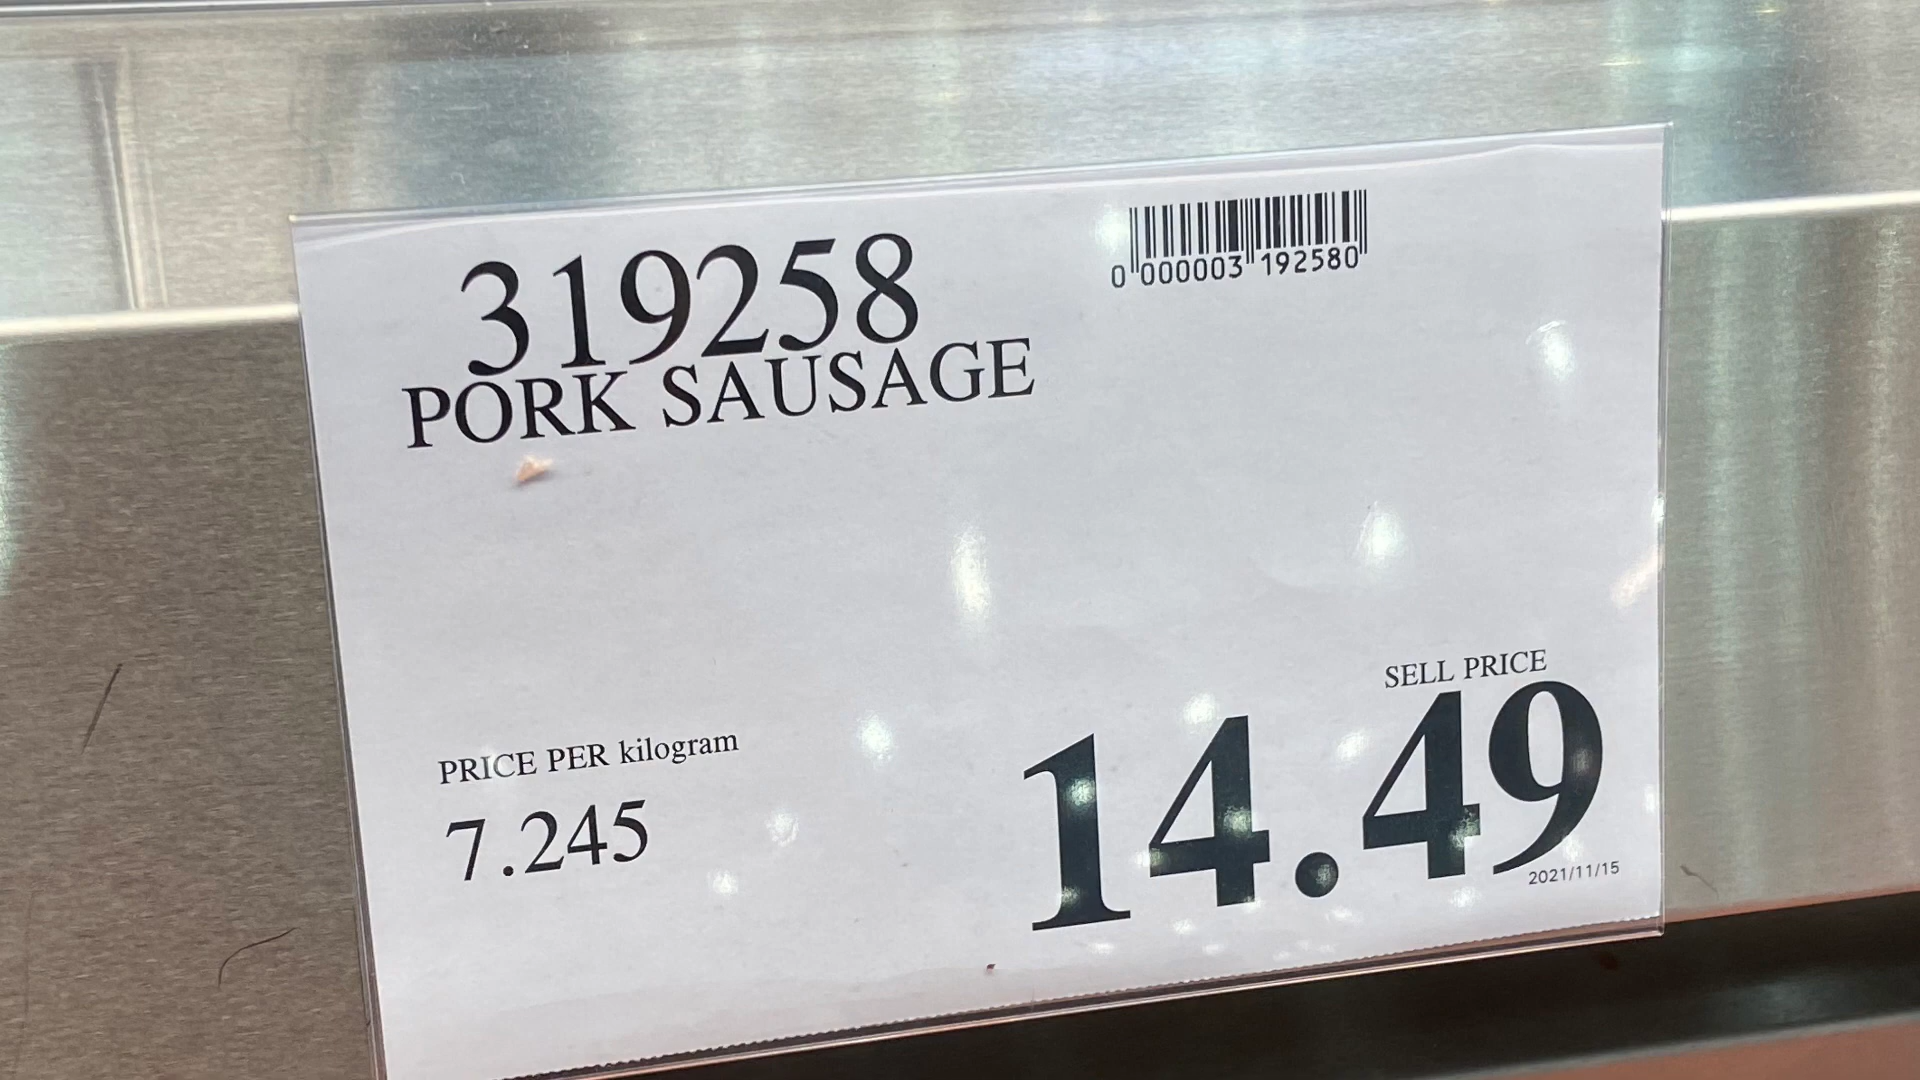 319258
PORK SAUSAGE
0 000003 192580
PRICE PER kilogram
7.245
SELL PRICE
14.49
2021/11/15